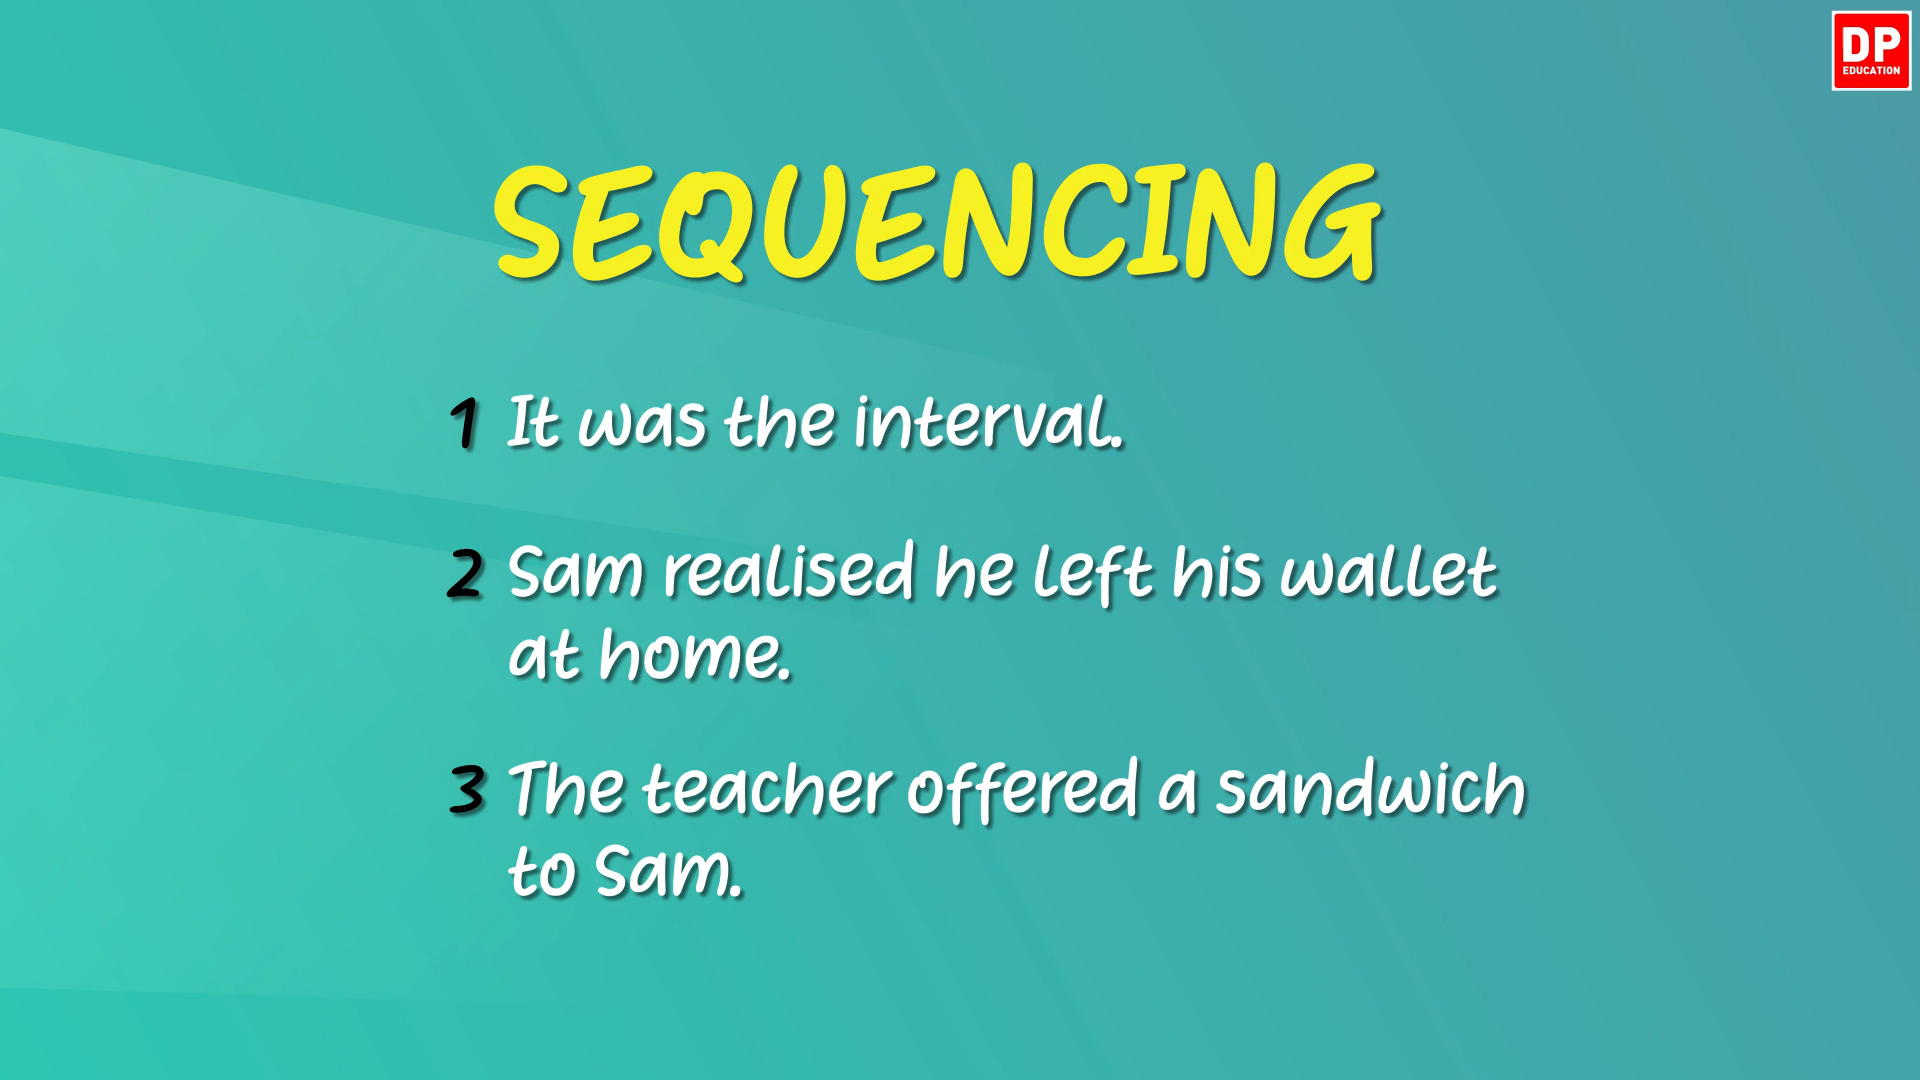 DP
EDUCATION
SEQUENCING
1 It was the interval.
2 Sam realised he left his wallet
at home.
3 The teacher offered a sandwich
to Sam.